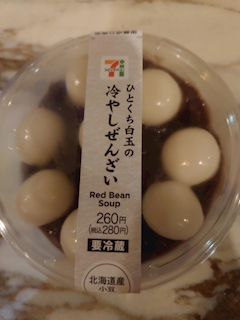 7
ELEVEN
ひとくち白玉の
冷やしぜんざい
Red Bean
Soup
260円
(税込280円)
要冷蔵
北海道産
小豆